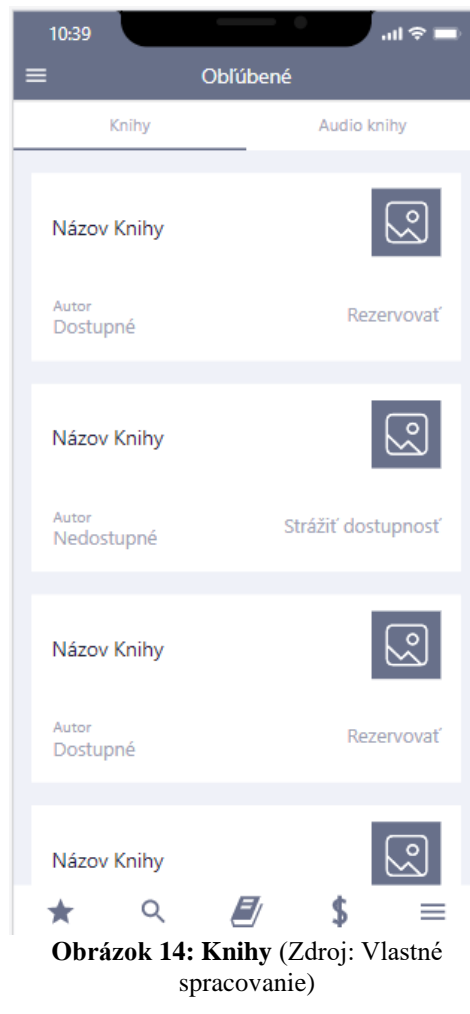 10:39
Obľúbené
Knihy
Audio knihy
Názov Knihy
Autor
Dostupné
Rezervovať
Názov Knihy
Autor
Nedostupné
Strážiť dostupnosť
Názov Knihy
Autor
Dostupné
Rezervovať
Názov Knihy
$
Obrázok 14: Knihy (Zdroj: Vlastné
spracovanie)